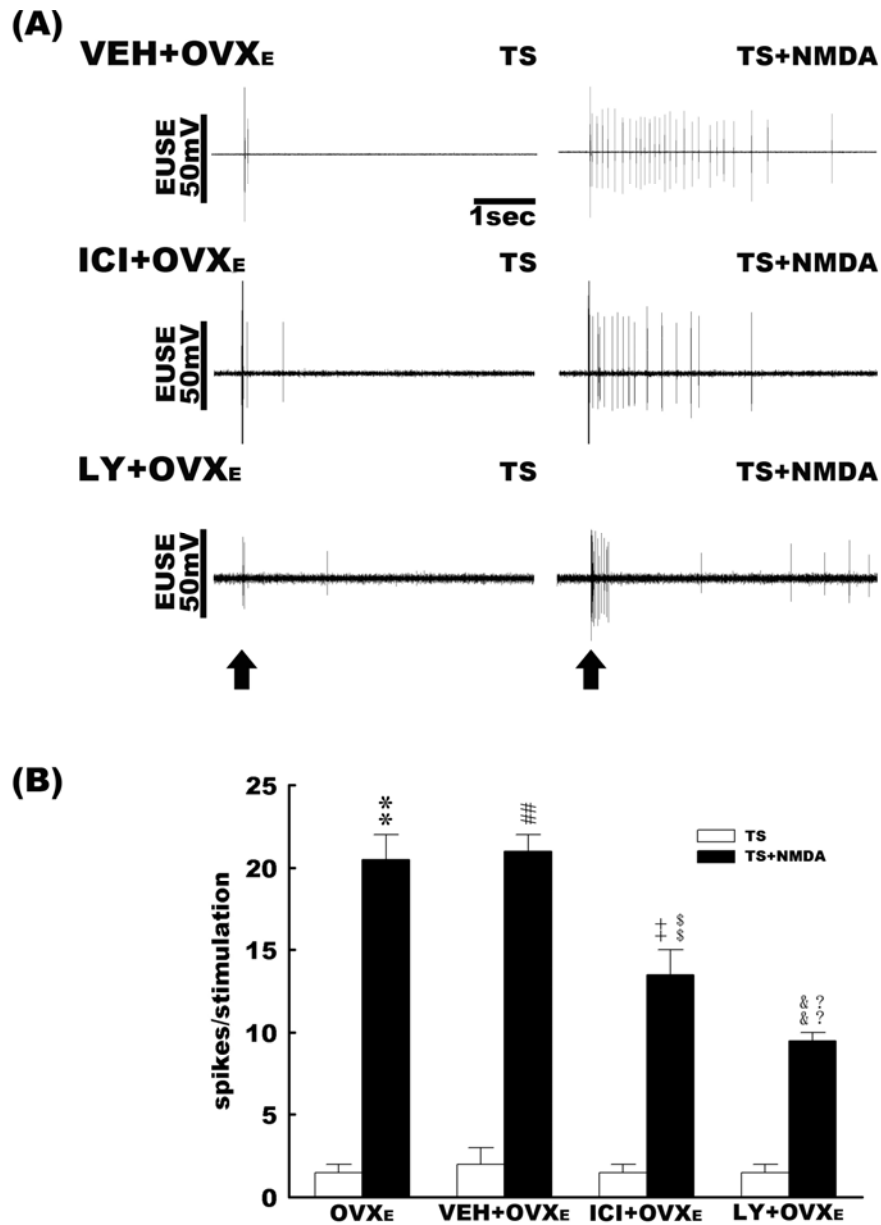 (A)
VEH+OVXE TS TS+NMDA
EUSE
50mV
1sec
ICI+OVXE TS TS+NMDA
EUSE
50mV
LY+OVXE TS TS+NMDA
EUSE
50mV
(B)
spikes/stimulation
25
20
15
10
5
0
**
##
++ $$
&& ??
TS
TS+NMDA
OVXE VEH+OVXE ICI+OVXE LY+OVXE